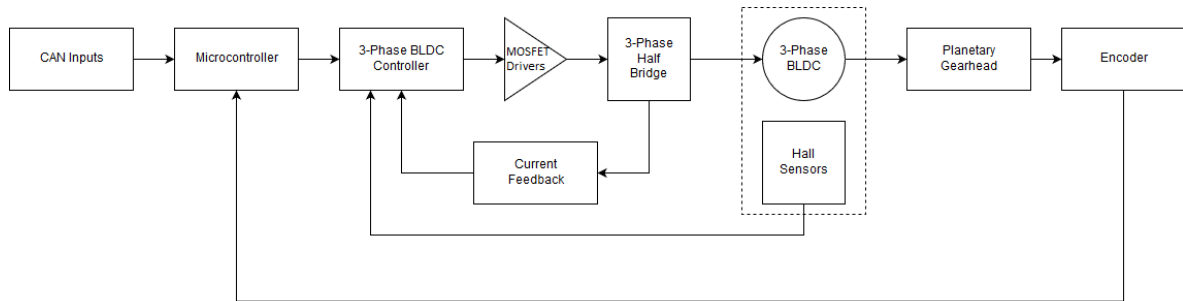 CAN Inputs
Microcontroller
3-Phase BLDC
Controller
MOSFET
Drivers
3-Phase
Half
Bridge
3-Phase
BLDC
Planetary
Gearhead
Encoder
Current
Feedback
Hall
Sensors